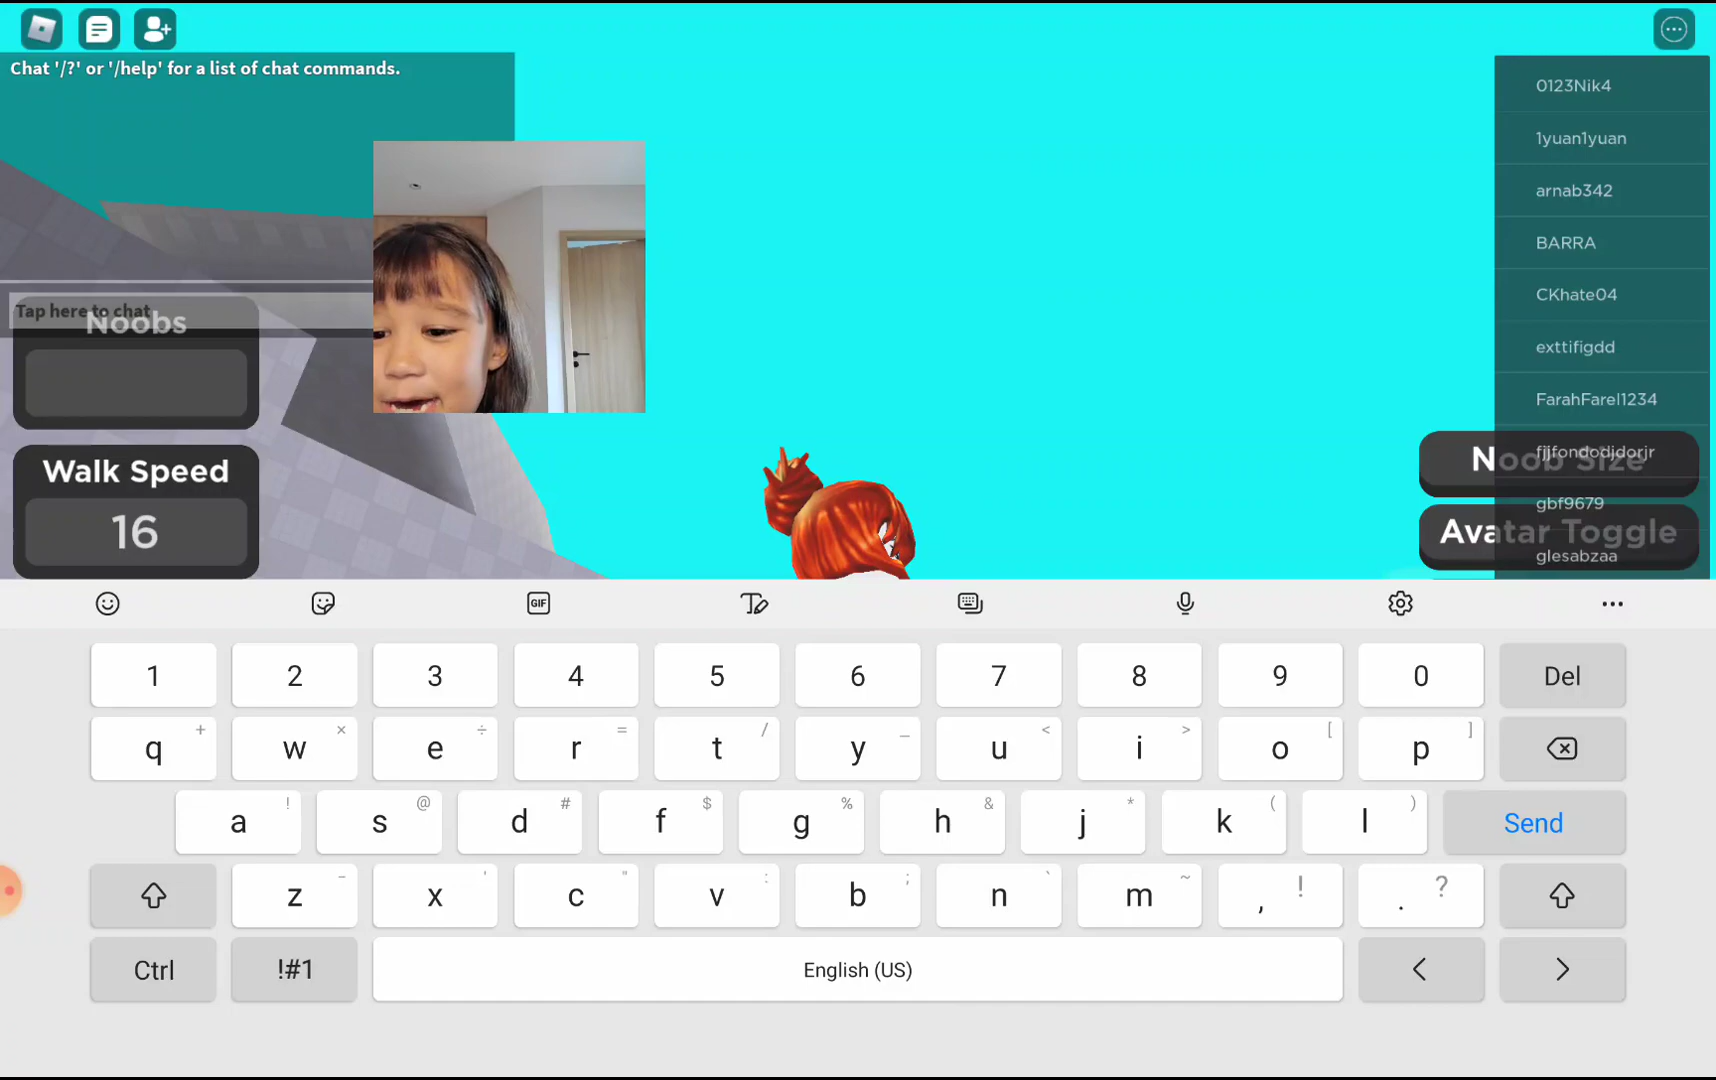 Chat '/?' or '/help' for a list of chat commands.
0123Nik4
1yuan1yuan
arnab342
BARRA
CKhate04
exttifigdd
FarahFarel1234
fjjfondodjdorjr
gbf9679
glesabzaa
Tap here to chat
Noobs
Walk Speed
16
Noob Size
Avatar Toggle
GIF
1 2 3 4 5 6 7 8 9 0 Del
q + w × e ÷ r = t / y _ u < i > o [ p ]
a ! s @ d # f $ g % h & j * k ( l ) Send
z - x ' c " v : b ; n ` m ~ , ! . ?
Ctrl !#1 English (US) < >